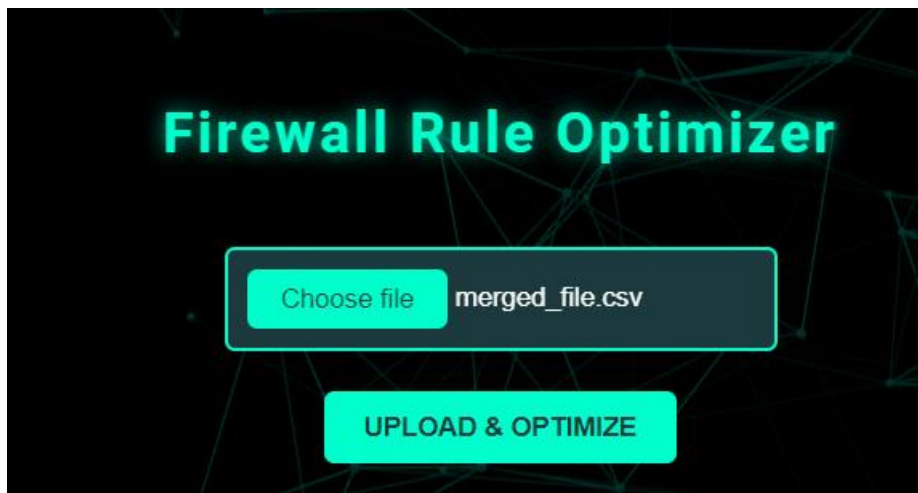 Firewall Rule Optimizer
Choose file merged_file.csv
UPLOAD & OPTIMIZE